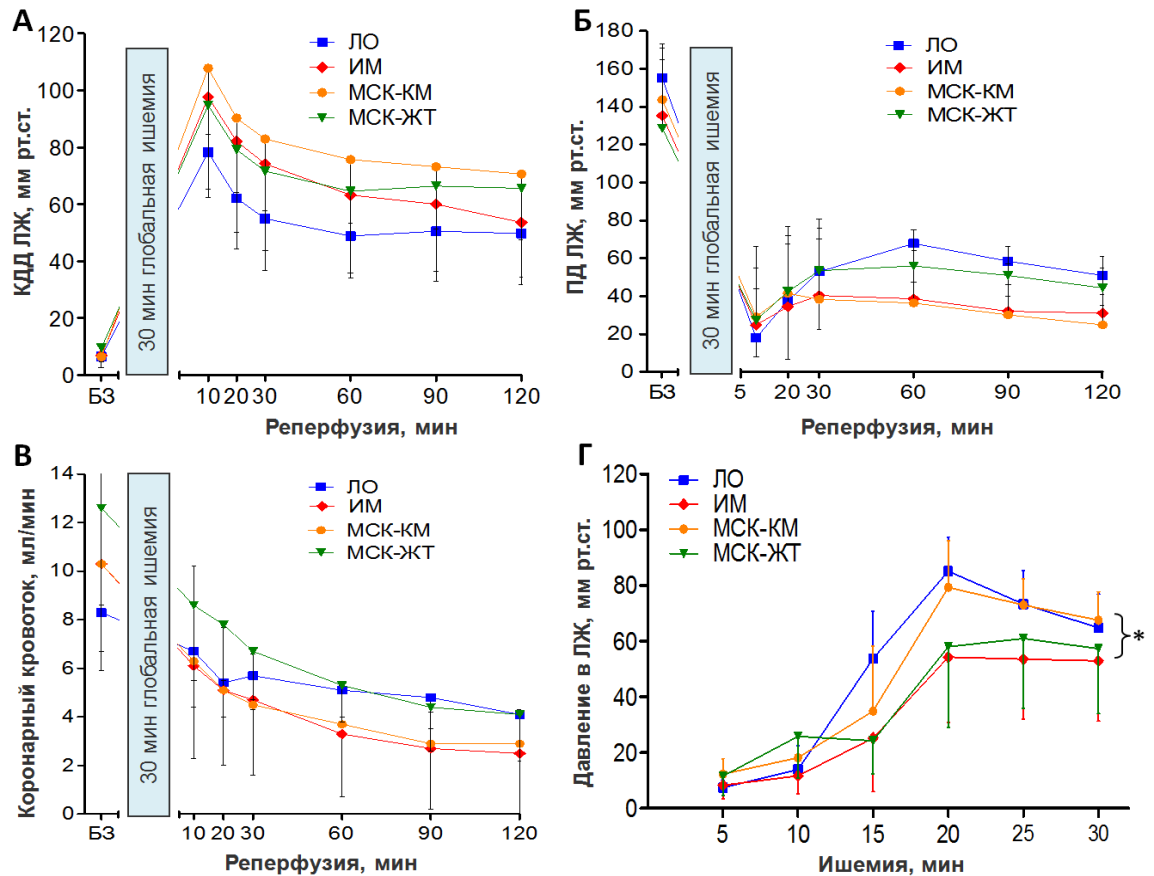 А
КДД ЛЖ, мм рт.ст.
120
100
80
60
40
20
0
ЛО
ИМ
МСК-КМ
МСК-ЖТ
30 мин глобальная ишемия
БЗ
10 20 30 60 90 120
Реперфузия, мин
Б
ПД ЛЖ, мм рт.ст.
180
160
140
120
100
80
60
40
20
0
ЛО
ИМ
МСК-КМ
МСК-ЖТ
30 мин глобальная ишемия
БЗ
5 20 30 60 90 120
Реперфузия, мин
В
Коронарный кровоток, мл/мин
14
12
10
8
6
4
2
0
ЛО
ИМ
МСК-КМ
МСК-ЖТ
30 мин глобальная ишемия
БЗ
10 20 30 60 90 120
Реперфузия, мин
Г
Давление в ЛЖ, мм рт.ст
120
100
80
60
40
20
0
ЛО
ИМ
МСК-КМ
МСК-ЖТ
*
5 10 15 20 25 30
Ишемия, мин